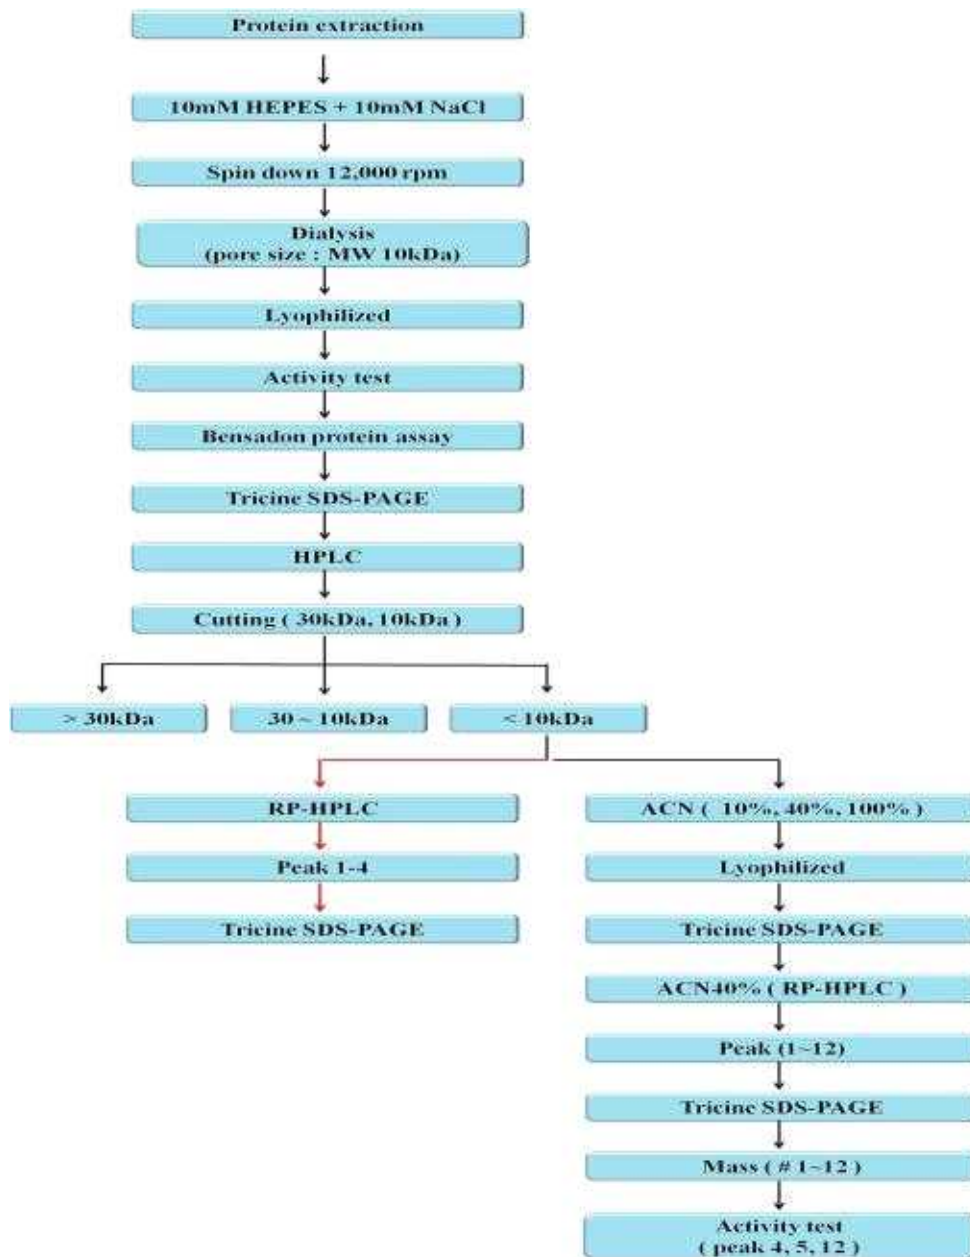 Protein extraction
10mM HEPES + 10mM NaCl
Spin down 12,000 rpm
Dialysis
(pore size : MW 10kDa)
Lyophilized
Activity test
Bensadon protein assay
Tricine SDS-PAGE
HPLC
Cutting ( 30kDa, 10kDa )
> 30kDa
30 ~ 10kDa
< 10kDa
RP-HPLC
Peak 1-4
Tricine SDS-PAGE
ACN ( 10%, 40%, 100% )
Lyophilized
Tricine SDS-PAGE
ACN40% ( RP-HPLC )
Peak (1~12)
Tricine SDS-PAGE
Mass ( # 1~12 )
Activity test
( peak 4, 5, 12 )